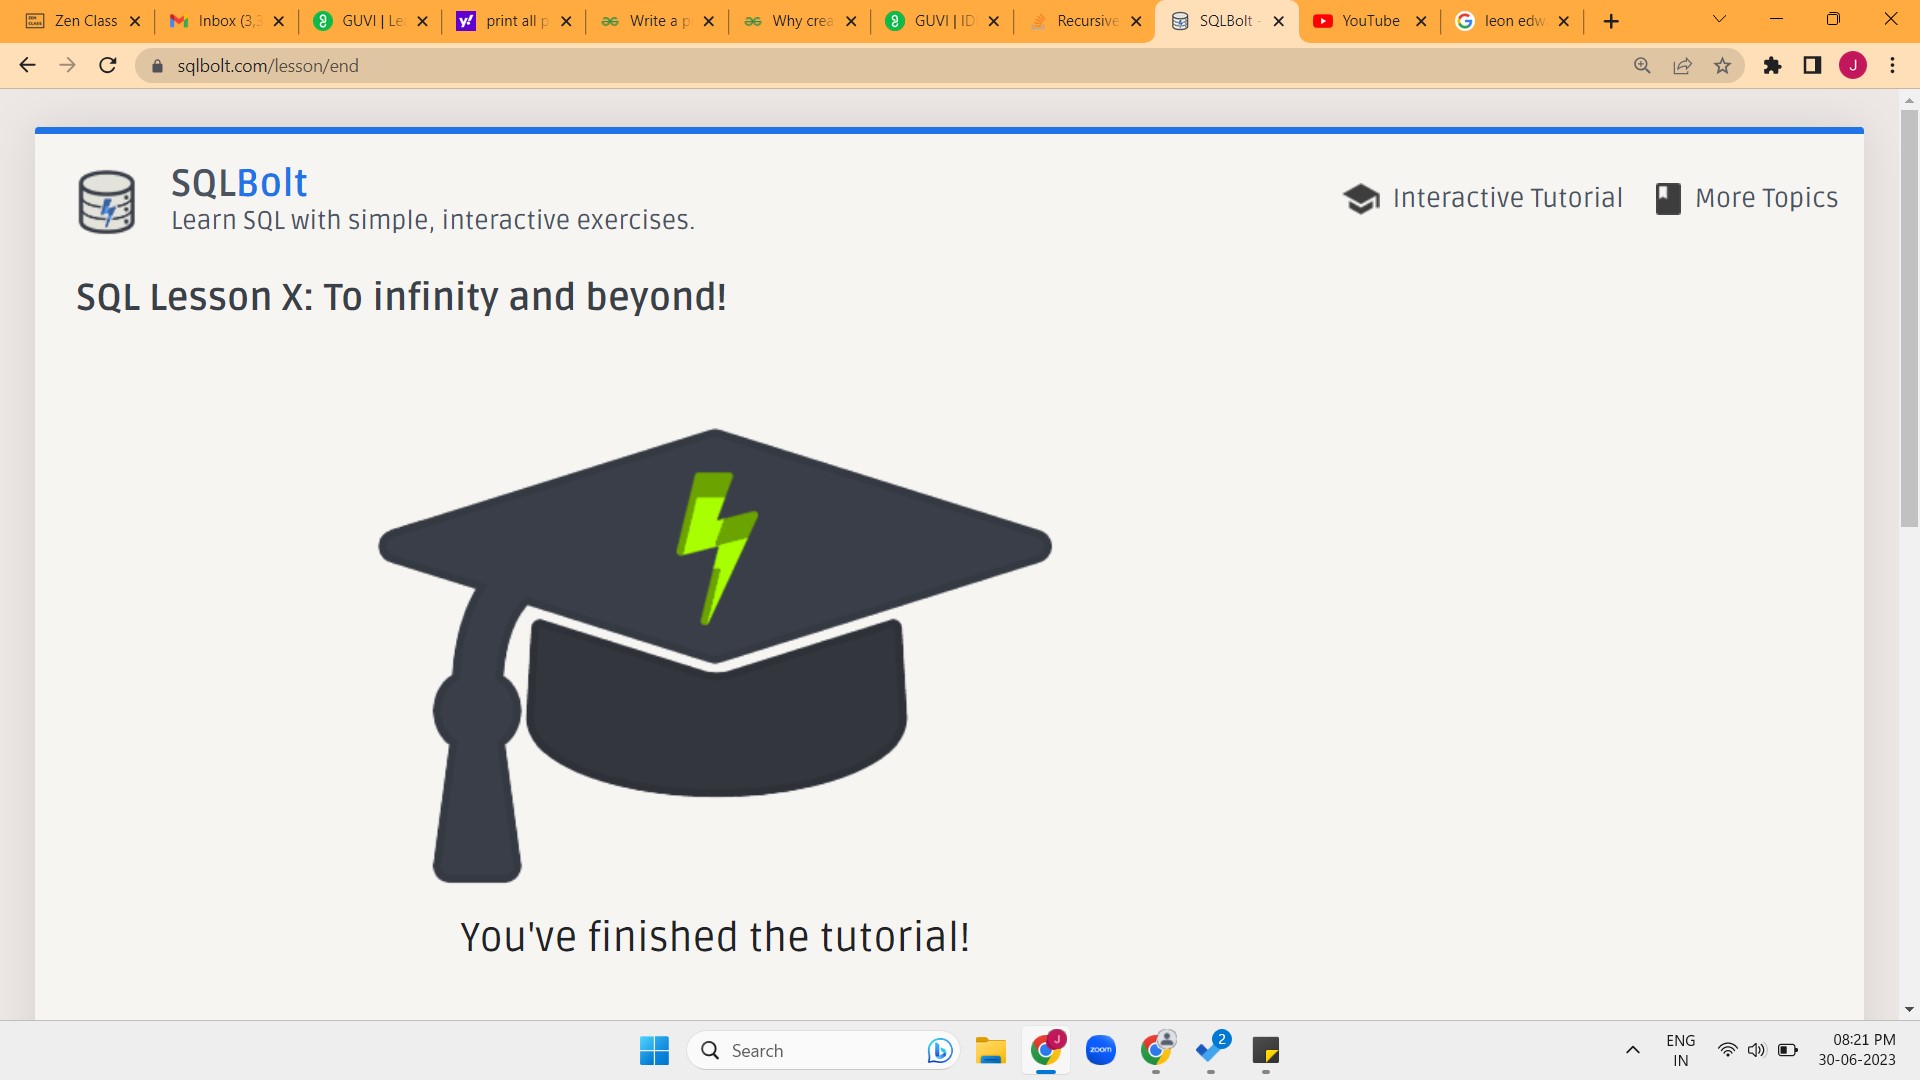 Zen Class
Inbox (3,3
GUVI | Le
print all p
Write a p
Why crea
GUVI | ID
Recursive
SQLBolt -
YouTube
leon edw
sqlbolt.com/lesson/end
J
SQLBolt
Learn SQL with simple, interactive exercises.
Interactive Tutorial
More Topics
SQL Lesson X: To infinity and beyond!
You've finished the tutorial!
Search
J
zoom
2
ENG
IN
08:21 PM
30-06-2023